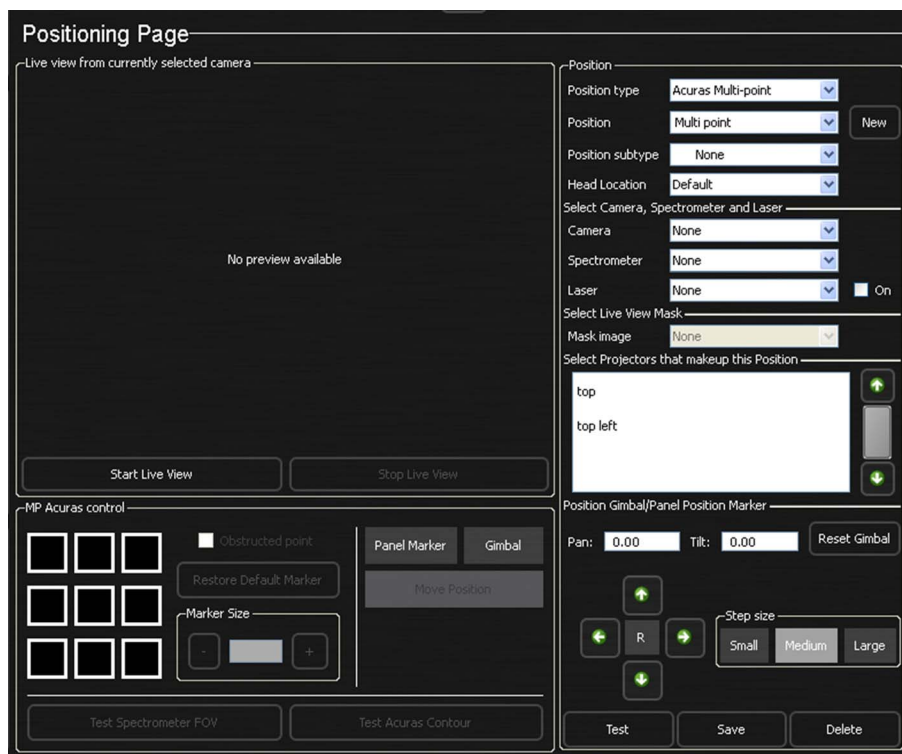 Positioning Page
Live view from currently selected camera
No preview available
Start Live View
Stop Live View
MP Acuras control
Obstructed point
Restore Default Marker
Marker Size
-
+
Panel Marker
Gimbal
Move Position
Test Spectrometer FOV
Test Acuras Contour
Position
Position type
Acuras Multi-point
Position
Multi point
New
Position subtype
None
Head Location
Default
Select Camera, Spectrometer and Laser
Camera
None
Spectrometer
None
Laser
None
On
Select Live View Mask
Mask image
None
Select Projectors that makeup this Position
top
top left
Position Gimbal/Panel Position Marker
Pan:
0.00
Tilt:
0.00
Reset Gimbal
R
Step size
Small
Medium
Large
Test
Save
Delete